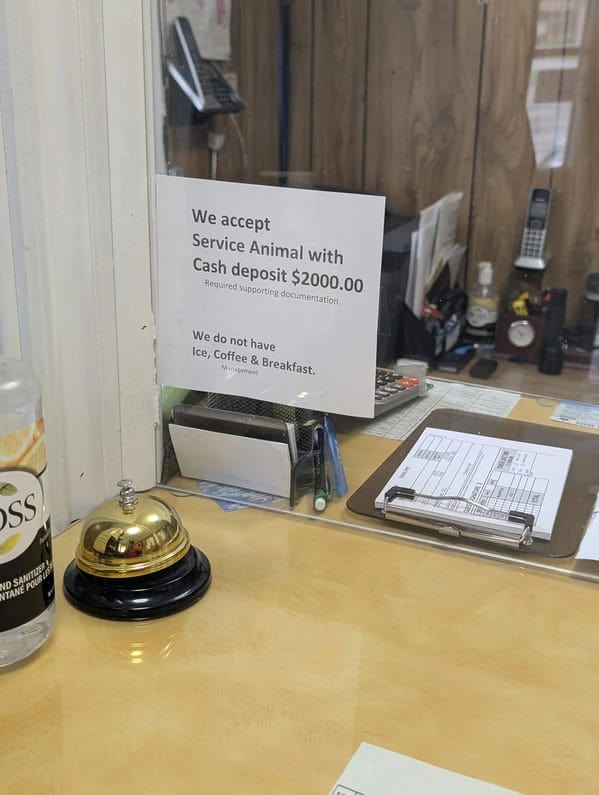 We accept
Service Animal with
Cash deposit $2000.00
Required supporting documentation.
We do not have
Ice, Coffee & Breakfast.
Management
OSS
ND SANITIZER
NTANÉ POUR LES